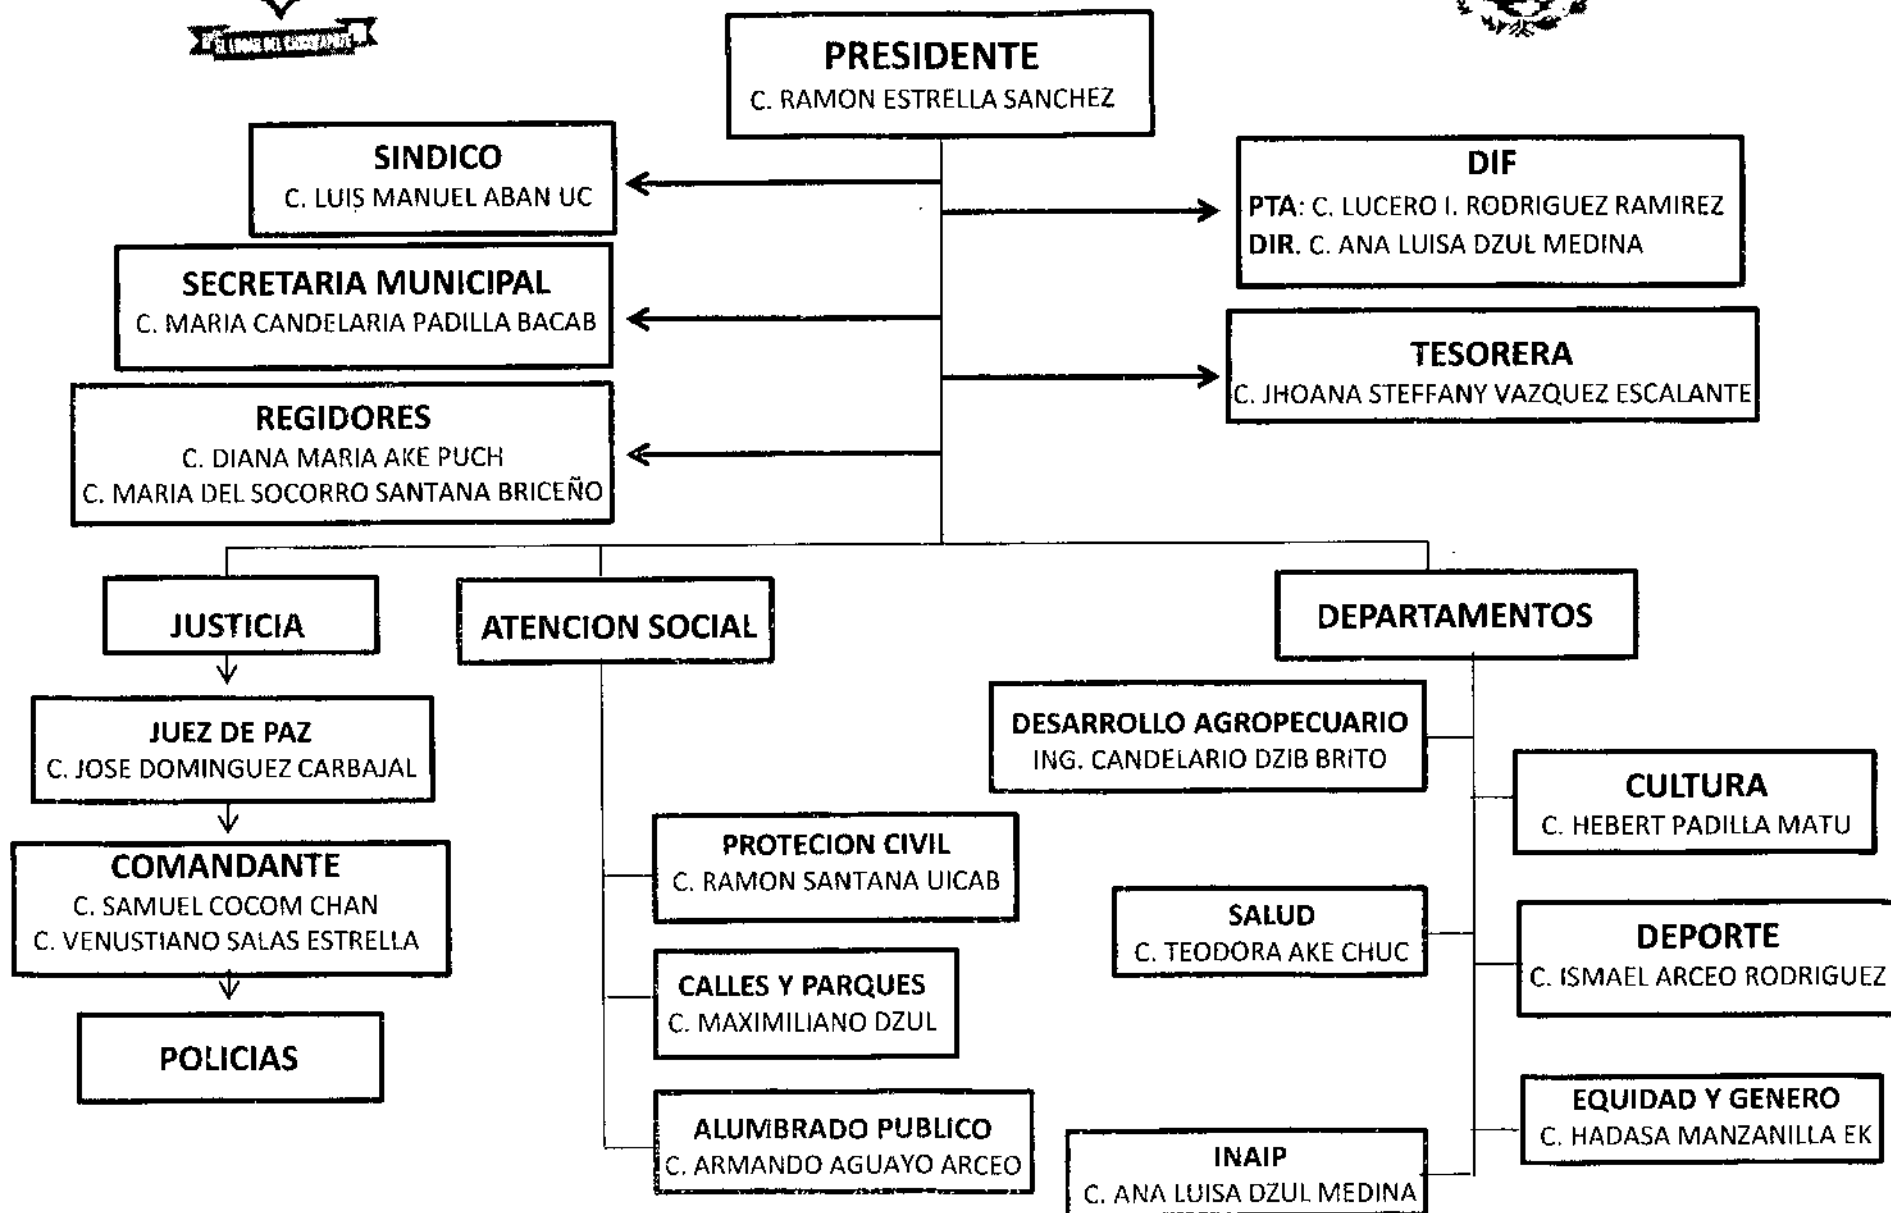 PRESIDENTE
C. RAMON ESTRELLA SANCHEZ
SINDICO
C. LUIS MANUEL ABAN UC
DIF
PTA: C. LUCERO I. RODRIGUEZ RAMIREZ
DIR. C. ANA LUISA DZUL MEDINA
SECRETARIA MUNICIPAL
C. MARIA CANDELARIA PADILLA BACAB
TESORERA
C. JHOANA STEFFANY VAZQUEZ ESCALANTE
REGIDORES
C. DIANA MARIA AKE PUCH
C. MARIA DEL SOCORRO SANTANA BRICEÑO
JUSTICIA
ATENCION SOCIAL
DEPARTAMENTOS
JUEZ DE PAZ
C. JOSE DOMINGUEZ CARBAJAL
COMANDANTE
C. SAMUEL COCOM CHAN
C. VENUSTIANO SALAS ESTRELLA
POLICIAS
PROTECION CIVIL
C. RAMON SANTANA UICAB
CALLES Y PARQUES
C. MAXIMILIANO DZUL
ALUMBRADO PUBLICO
C. ARMANDO AGUAYO ARCEO
DESARROLLO AGROPECUARIO
ING. CANDELARIO DZIB BRITO
CULTURA
C. HEBERT PADILLA MATU
SALUD
C. TEODORA AKE CHUC
DEPORTE
C. ISMAEL ARCEO RODRIGUEZ
EQUIDAD Y GENERO
C. HADASA MANZANILLA EK
INAIP
C. ANA LUISA DZUL MEDINA